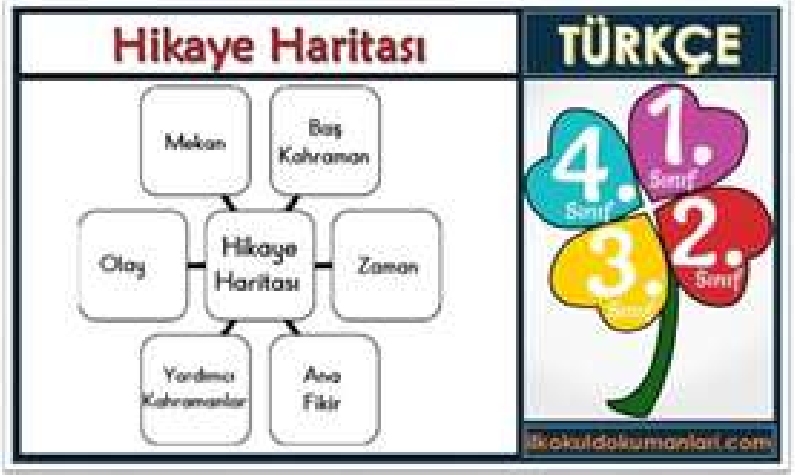 Hikaye Haritası
TÜRKÇE
Mekan
Baş
Kahraman
Olay
Hikaye
Haritası
Zaman
Yardımcı
Kahramanlar
Ana
Fikir
1.
Sınıf
2.
Sınıf
3.
Sınıf
4.
Sınıf
ilkokuldokumanlari.com